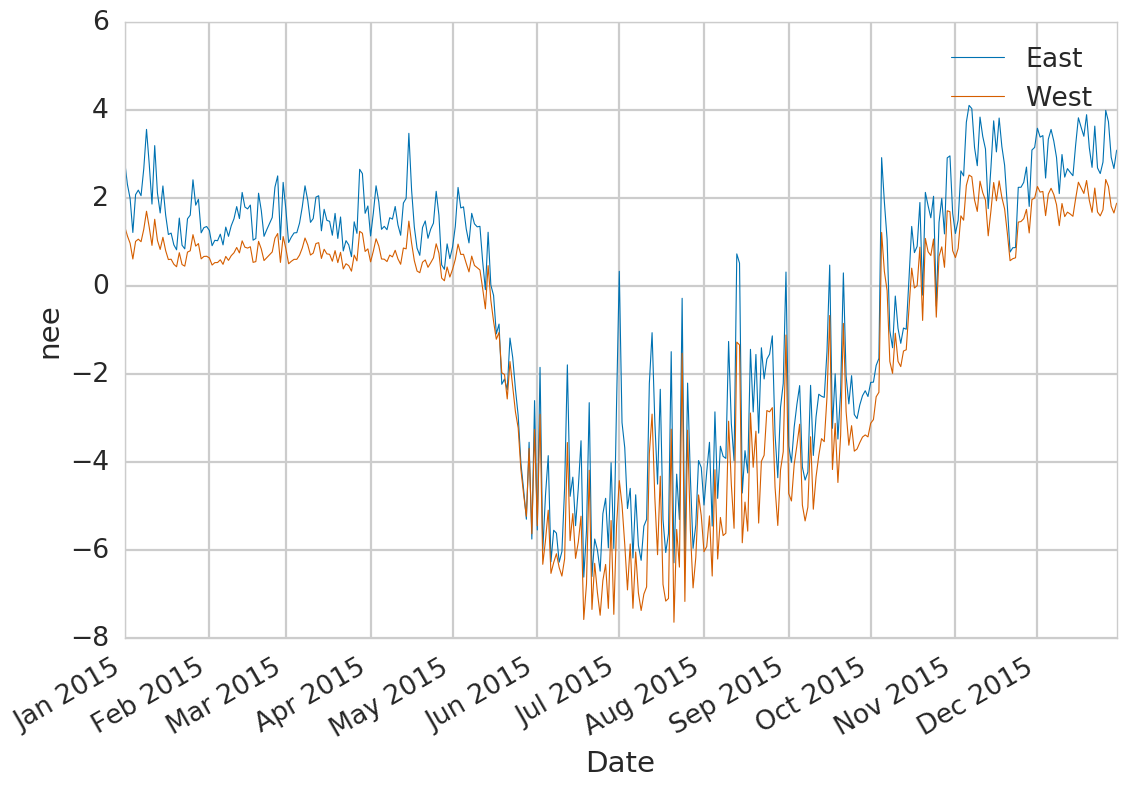 6
4
2
0
−2
−4
−6
−8
nee
East
West
Jan 2015
Feb 2015
Mar 2015
Apr 2015
May 2015
Jun 2015
Jul 2015
Aug 2015
Sep 2015
Oct 2015
Nov 2015
Dec 2015
Date